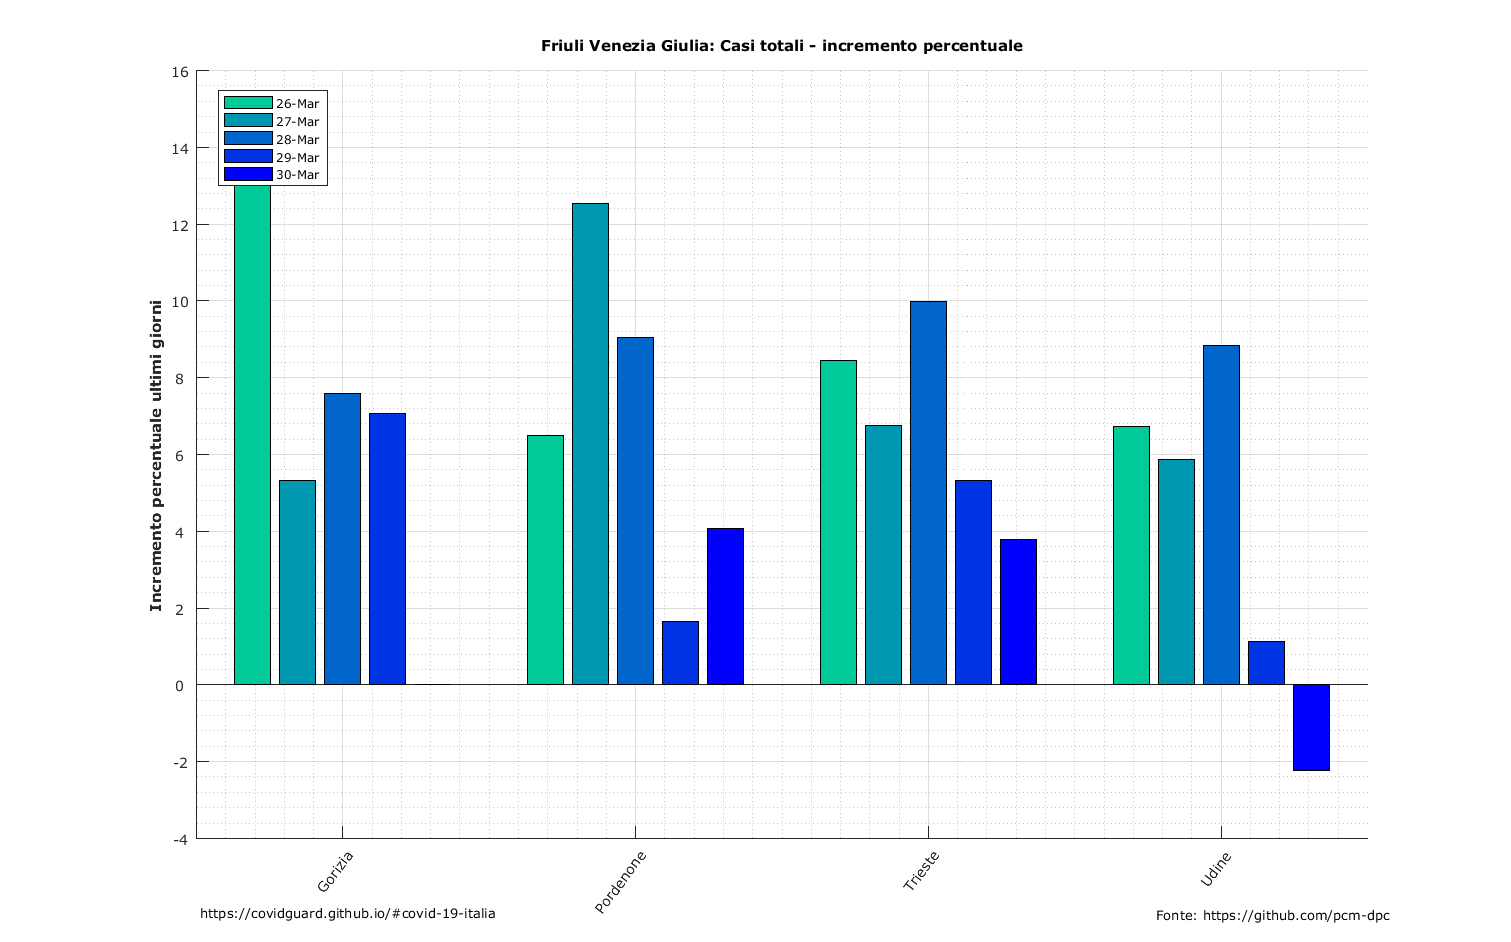 Friuli Venezia Giulia: Casi totali - incremento percentuale
Incremento percentuale ultimi giorni
16
14
12
10
8
6
4
2
0
-2
-4
26-Mar
27-Mar
28-Mar
29-Mar
30-Mar
Gorizia
Pordenone
Trieste
Udine
https://covidguard.github.io/#covid-19-italia
Fonte: https://github.com/pcm-dpc